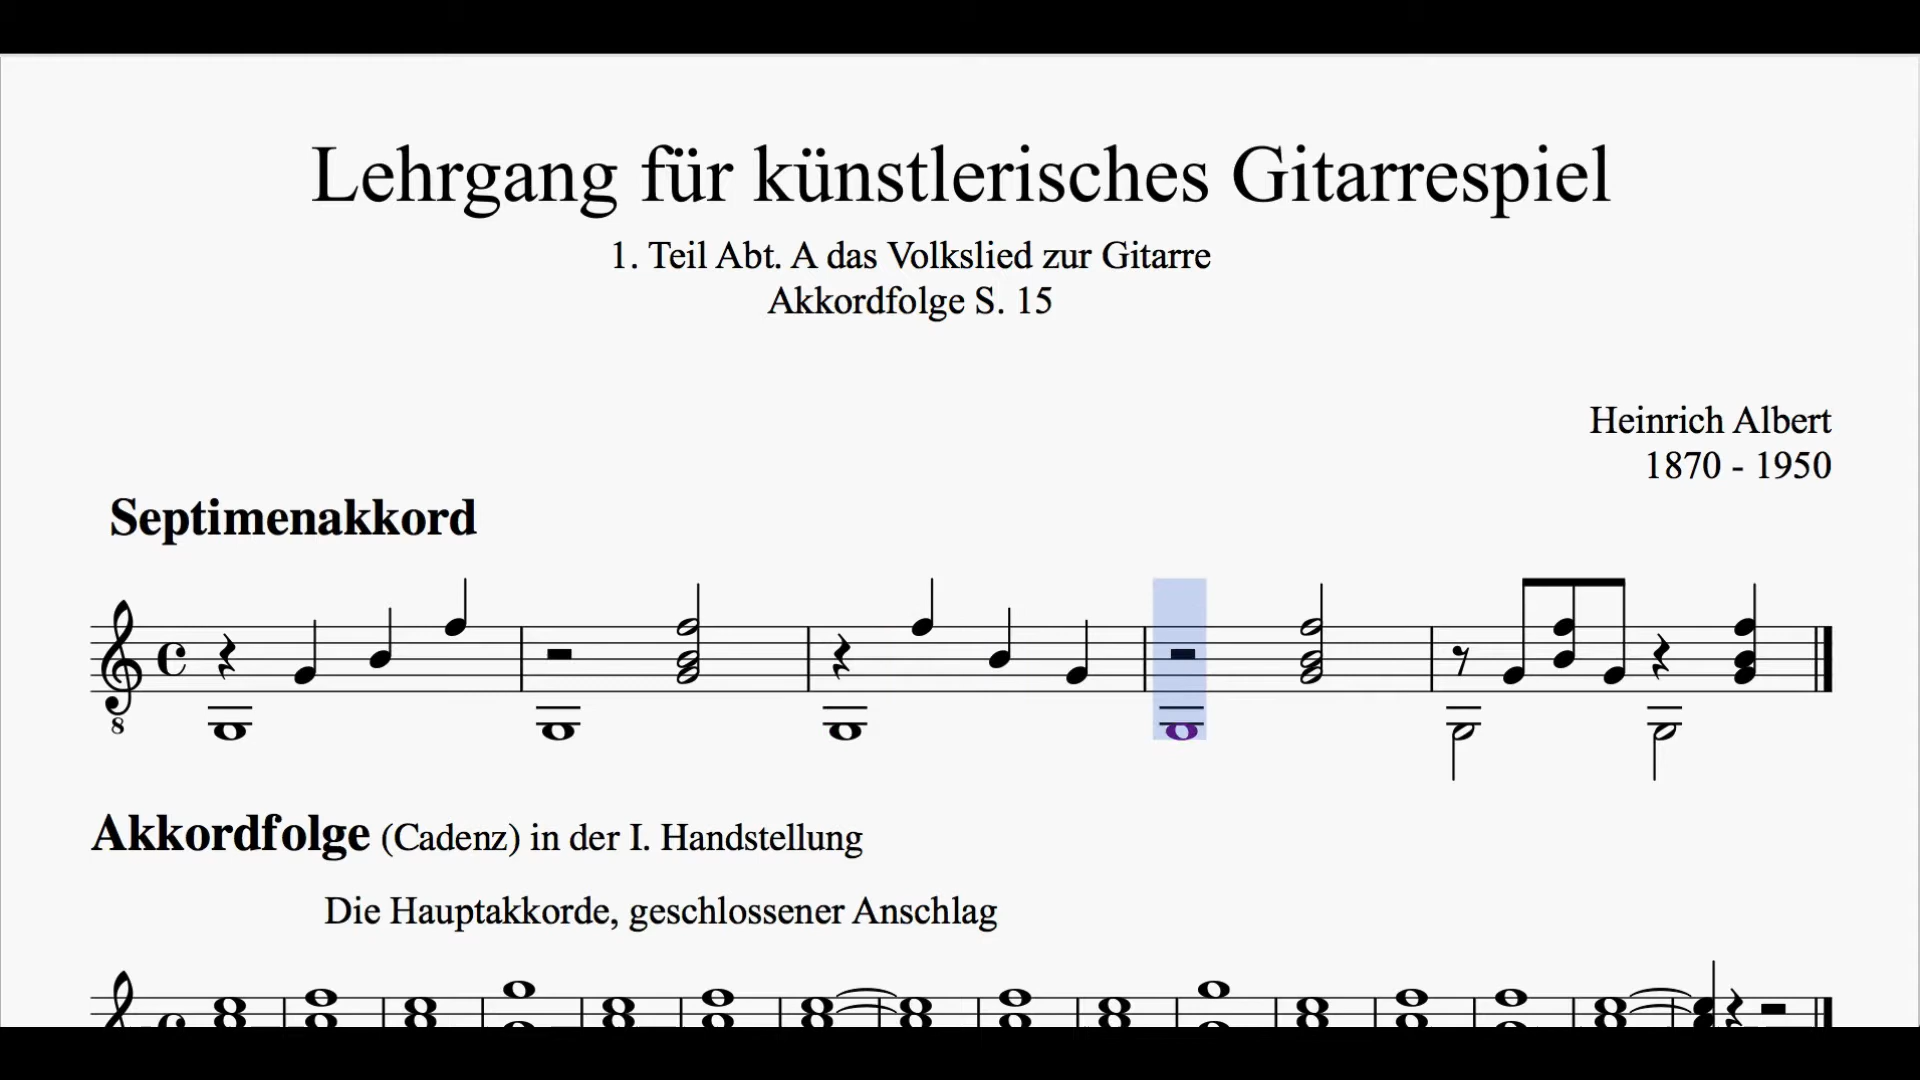 Lehrgang für künstlerisches Gitarrespiel
1. Teil Abt. A das Volkslied zur Gitarre
Akkordfolge S. 15
Heinrich Albert
1870 - 1950
Septimenakkord
8
Akkordfolge (Cadenz) in der I. Handstellung
Die Hauptakkorde, geschlossener Anschlag